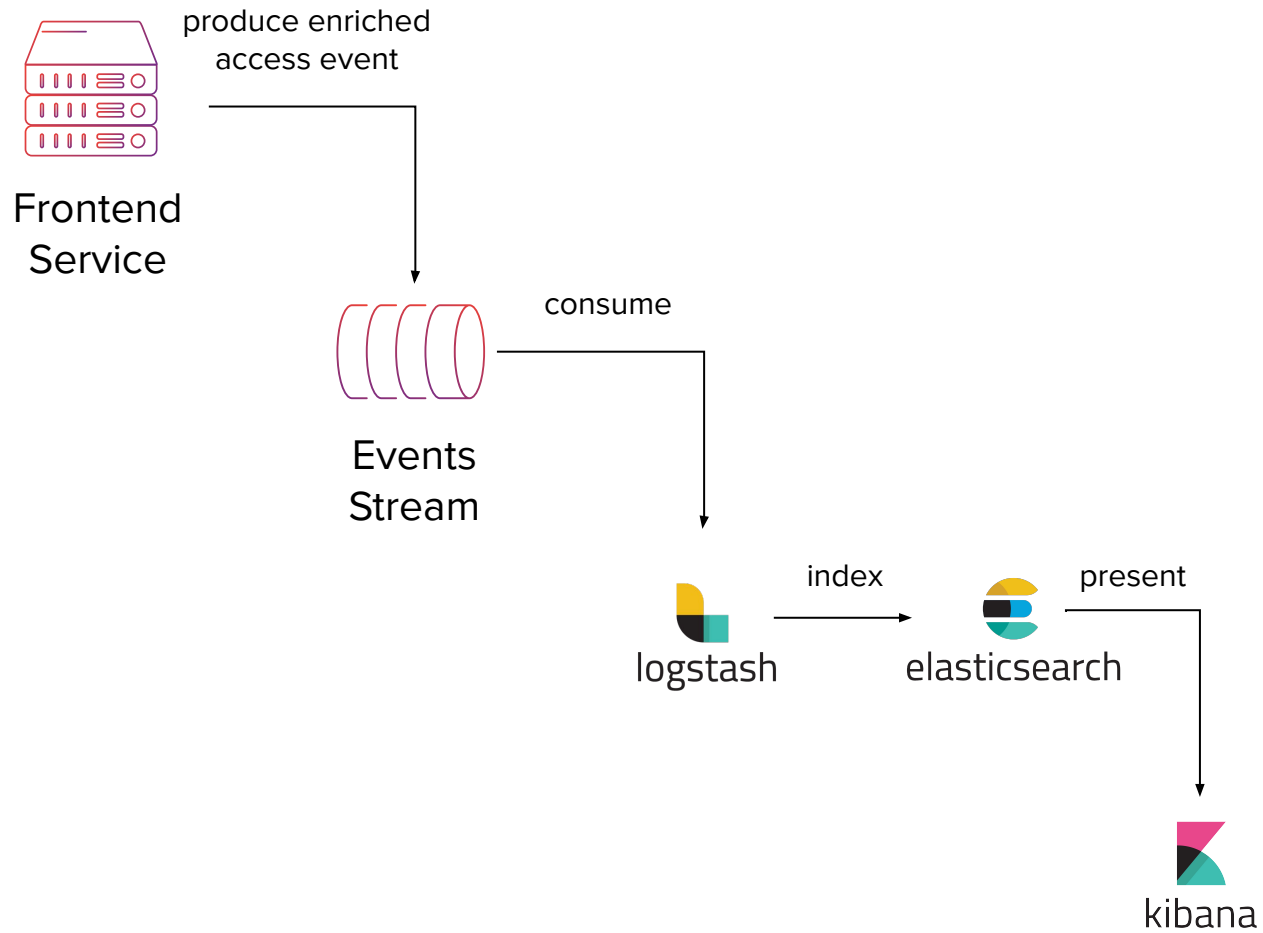 produce enriched
access event
Frontend
Service
consume
Events
Stream
index
present
logstash
elasticsearch
kibana